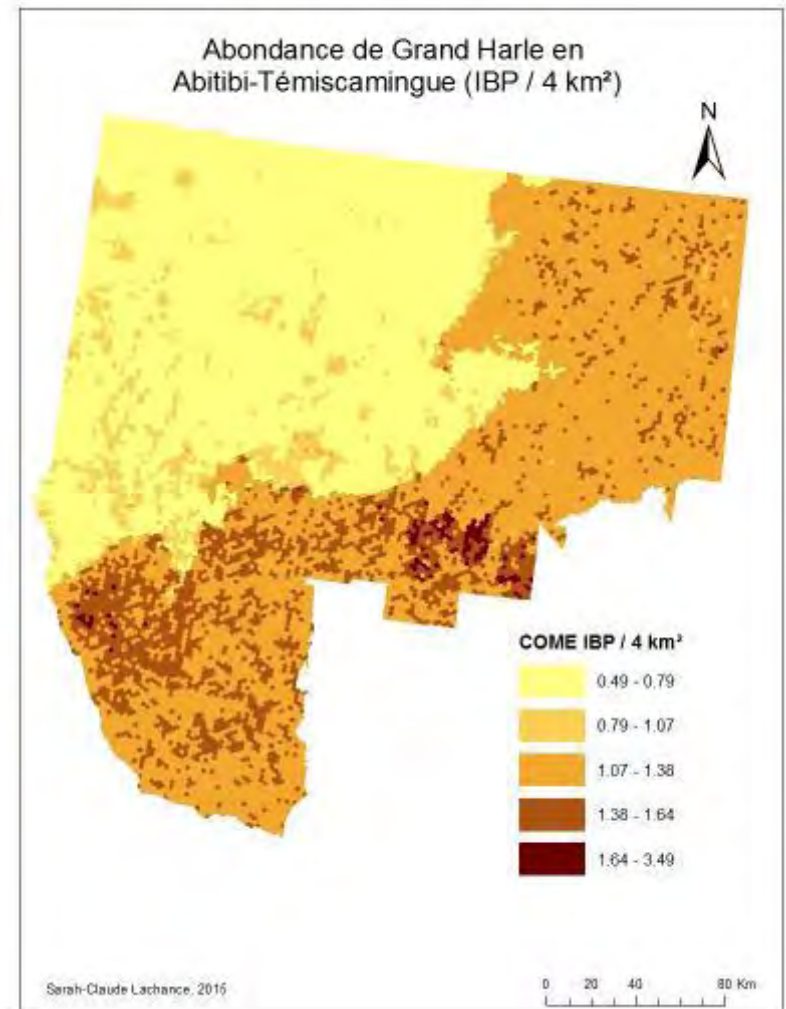 Abondance de Grand Harle en
Abitibi-Témiscamingue (IBP / 4 km²)
N
COME IBP / 4 km²
0.49 - 0.79
0.79 - 1.07
1.07 - 1.38
1.38 - 1.64
1.64 - 3.49
Sarah-Claude Lachance, 2015
0 20 40 80 Km